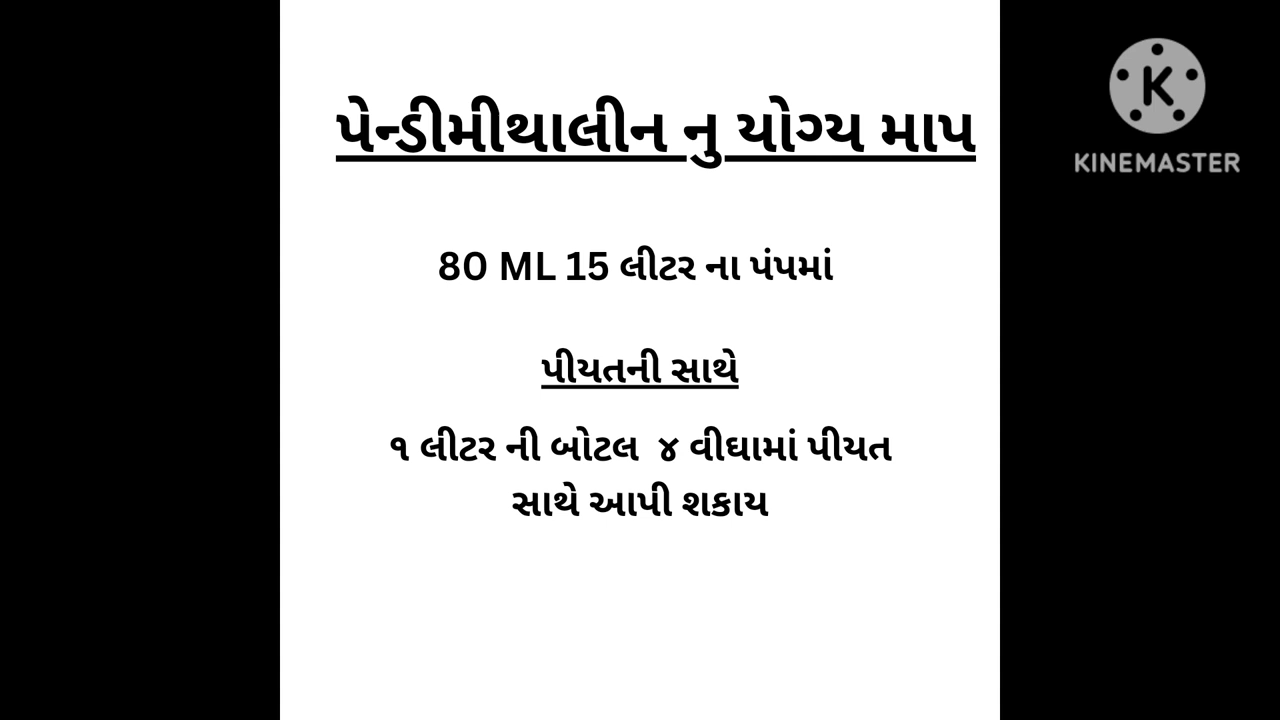 પેન્ડીમીથાલીન નુ યોગ્ય માપ
80 ML 15 લીટર ના પંપમાં
પીયતની સાથે
૧ લીટર ની બોટલ ૪ વીઘામાં પીયત
સાથે આપી શકાય
K
KINEMASTER